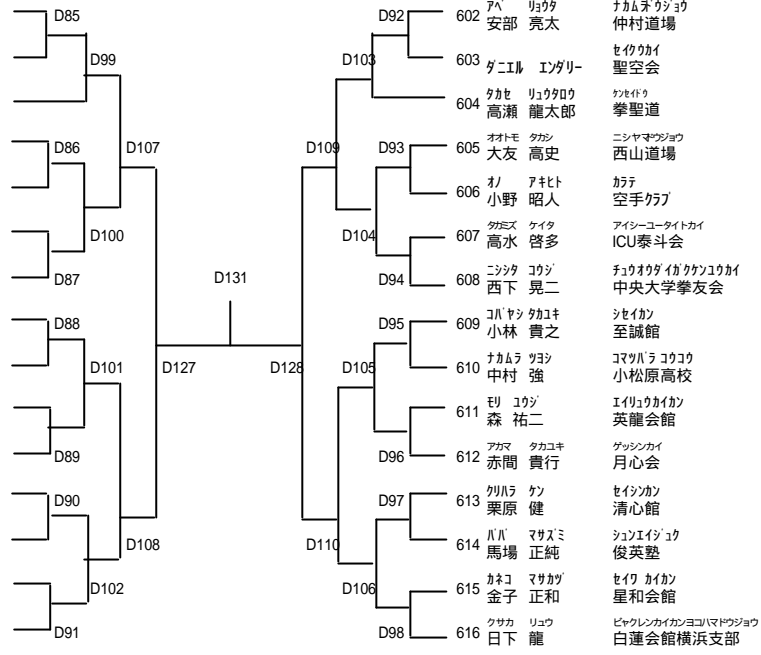 D85
D99
D86
D107
D100
D87
D88
D101
D89
D90
D108
D102
D91
D127
D131
D128
D92
D103
D109
D93
D104
D94
D95
D105
D96
D97
D110
D106
D98
アベ リョウタ
602 安部 亮太 仲村道場
セイクウカイ
603 ダニエル エンダリー 聖空会
タカセ リュウタロウ ケンセイドウ
604 高瀬 龍太郎 拳聖道
オオトモ タカシ ニシヤマドウジョウ
605 大友 高史 西山道場
オノ アキヒト カラテ
606 小野 昭人 空手クラブ
タカミズ ケイタ アイシーユータイトカイ
607 高水 啓多 ICU泰斗会
ニシシタ コウジ チュウオウダイガクケンユウカイ
608 西下 晃二 中央大学拳友会
コバヤシ タカユキ シセイカン
609 小林 貴之 至誠館
ナカムラ ツヨシ コマツバラ コウコウ
610 中村 強 小松原高校
モリ ユウジ エイリュウカイカン
611 森 祐二 英龍会館
アカマ タカユキ ゲッシンカイ
612 赤間 貴行 月心会
クリハラ ケン セイシンカン
613 栗原 健 清心館
ババ マサズミ シュンエイジュク
614 馬場 正純 俊英塾
カネコ マサカヅ セイワ カイカン
615 金子 正和 星和会館
クサカ リュウ ビャクレンカイカンヨコハマドウジョウ
616 日下 龍 白蓮会館横浜支部